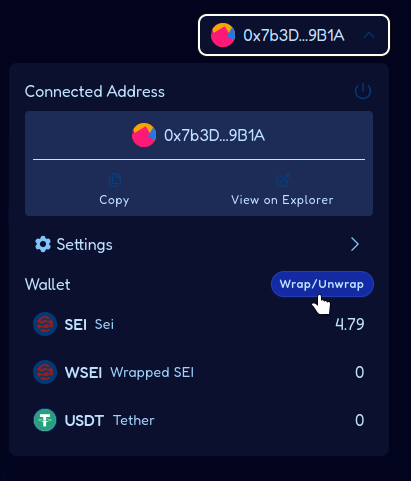 0x7b3D...9B1A
Connected Address
0x7b3D...9B1A
Copy View on Explorer
Settings
Wallet Wrap/Unwrap
SEI Sei 4.79
WSEI Wrapped SEI 0
USDT Tether 0